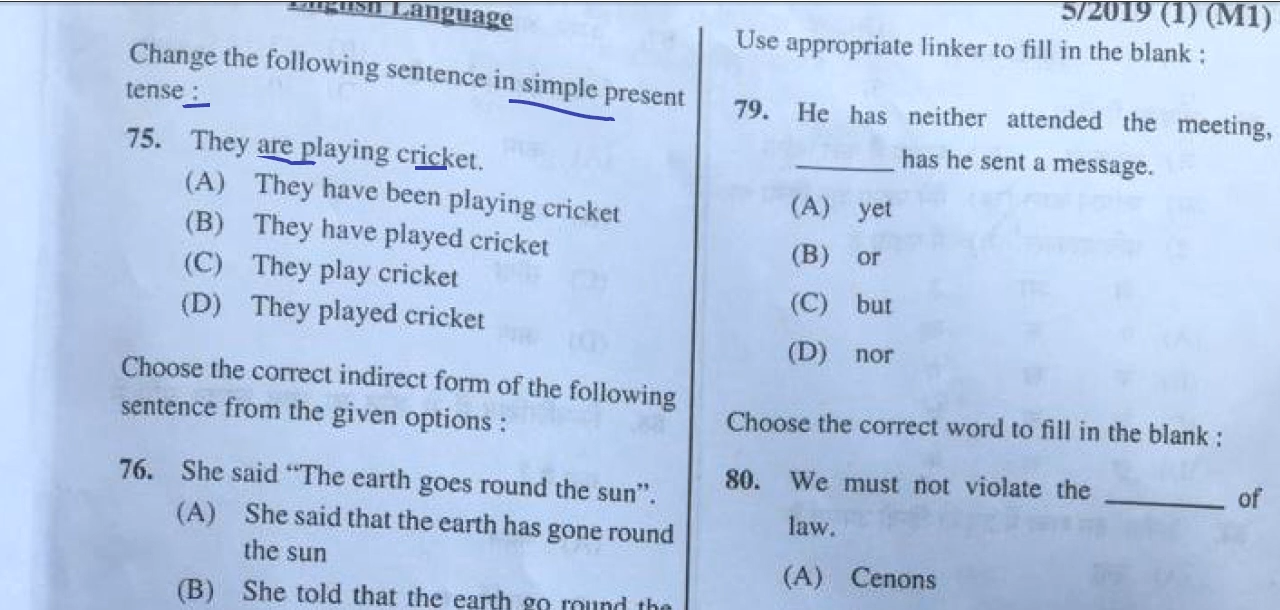 English Language
Change the following sentence in simple present
tense :
75. They are playing cricket.
(A) They have been playing cricket
(B) They have played cricket
(C) They play cricket
(D) They played cricket
Choose the correct indirect form of the following
sentence from the given options :
76. She said “The earth goes round the sun”.
(A) She said that the earth has gone round
the sun
(B) She told that the earth go round the
5/2019 (1) (M1)
Use appropriate linker to fill in the blank :
79. He has neither attended the meeting,
_______ has he sent a message.
(A) yet
(B) or
(C) but
(D) nor
Choose the correct word to fill in the blank :
80. We must not violate the ________ of
law.
(A) Cenons